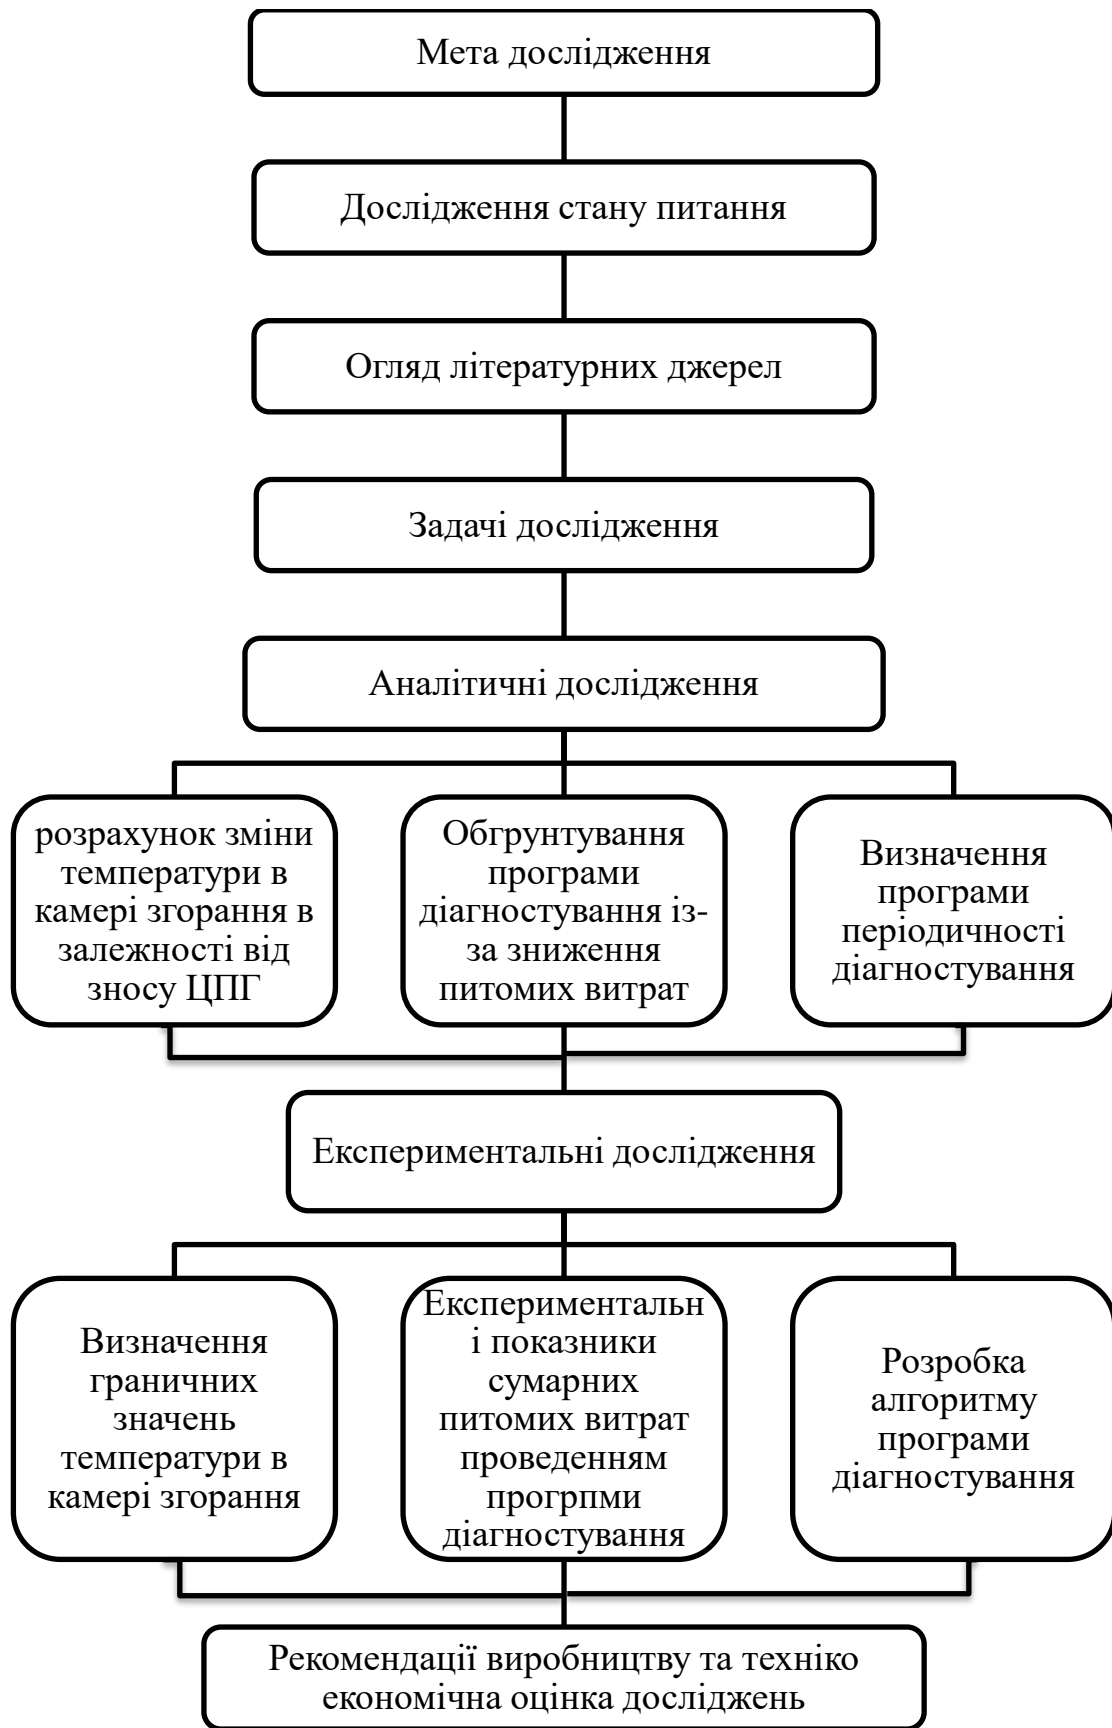 Мета дослідження
Дослідження стану питання
Огляд літературних джерел
Задачі дослідження
Аналітичні дослідження
розрахунок зміни
температури в
камері згорання в
залежності від
зносу ЦПГ
Обгрунтування
програми
діагностування із-
за зниження
питомих витрат
Визначення
програми
періодичності
діагностування
Експериментальні дослідження
Визначення
граничних
значень
температури в
камері згорання
Експериментальн
і показники
сумарних
питомих витрат
проведенням
прогрпми
діагностування
Розробка
алгоритму
програми
діагностування
Рекомендації виробництву та техніко
економічна оцінка досліджень